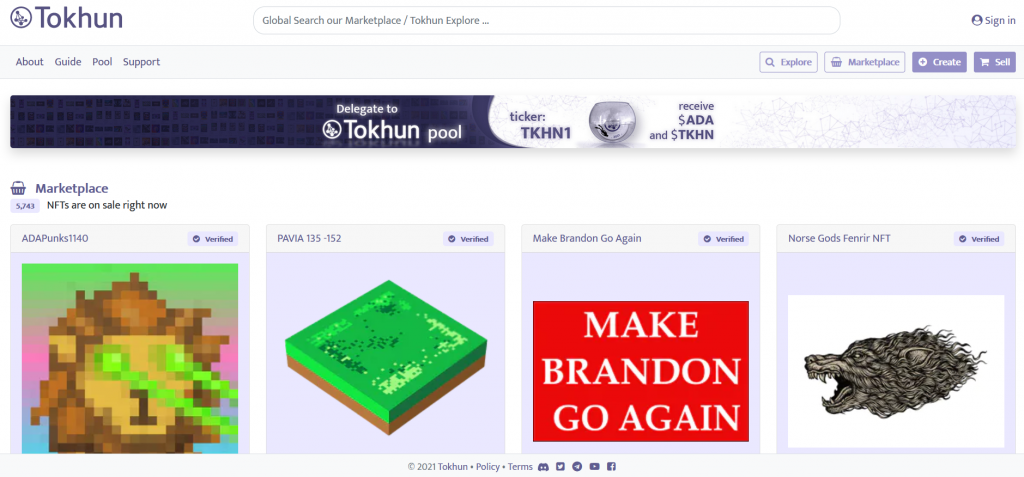 Tokhun
Global Search our Marketplace / Tokhun Explore ...
Sign in
About Guide Pool Support
Explore Marketplace Create Sell
Delegate to
Tokhun pool
ticker:
TKHN1
receive
$ADA
and $TKHN
Marketplace
5,743 NFTs are on sale right now
ADAPunks1140 Verified
PAVIA 135 -152 Verified
Make Brandon Go Again Verified
Norse Gods Fenrir NFT Verified
MAKE
BRANDON
GO AGAIN
© 2021 Tokhun • Policy • Terms